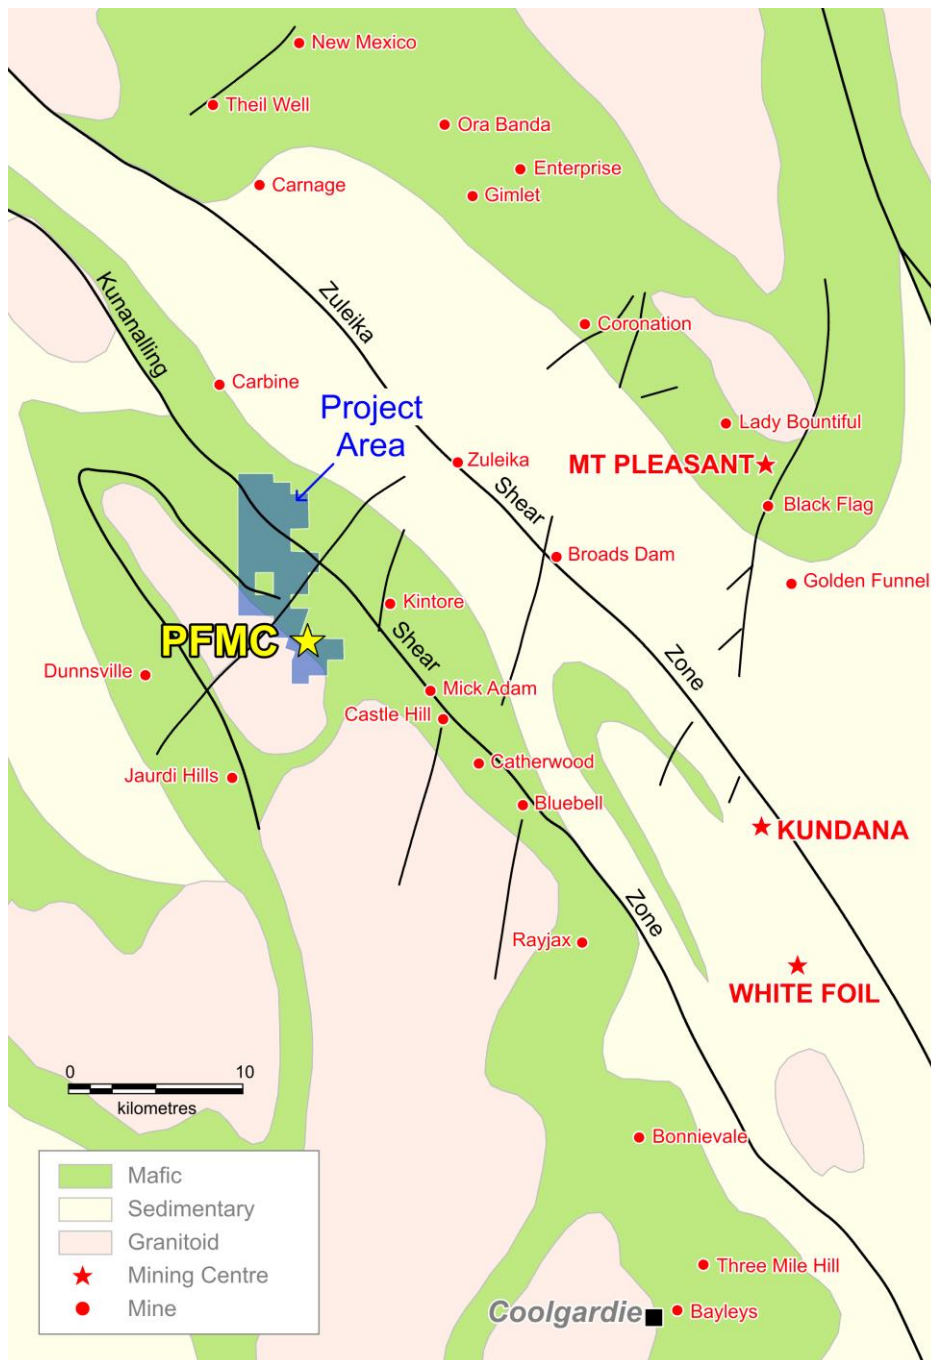 New Mexico
Theil Well
Ora Banda
Enterprise
Carnage
Gimlet
Kunanalling
Zuleika
Coronation
Carbine
Project
Area
Lady Bountiful
Zuleika
MT PLEASANT
Shear
Black Flag
Broads Dam
Golden Funnel
Kintore
PFMC
Shear
Zone
Dunnsville
Mick Adam
Castle Hill
Catherwood
Jaurdi Hills
Bluebell
KUNDANA
Zone
Rayjax
WHITE FOIL
0 10
kilometres
Bonnievale
Mafic
Sedimentary
Granitoid
Mining Centre
Mine
Three Mile Hill
Coolgardie
Bayleys